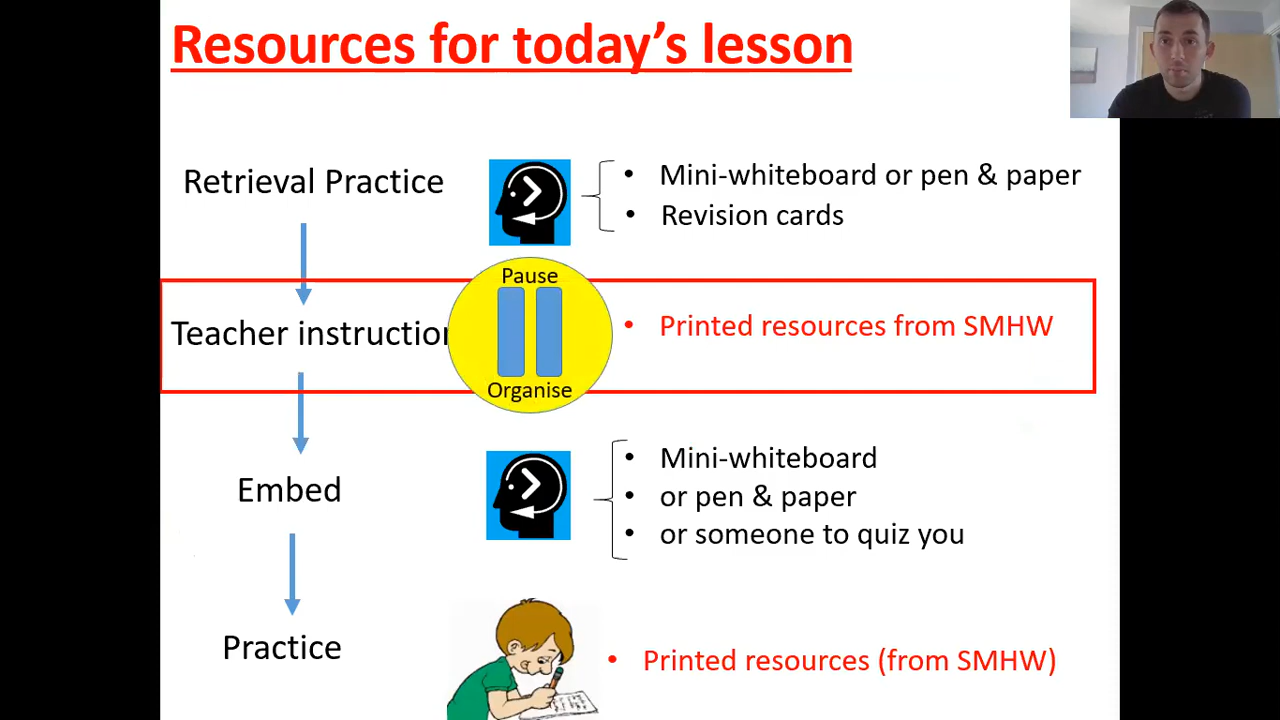 Resources for today's lesson
Retrieval Practice
• Mini-whiteboard or pen & paper
• Revision cards
Teacher instruction
Pause
Organise
• Printed resources from SMHW
Embed
• Mini-whiteboard
• or pen & paper
• or someone to quiz you
Practice
• Printed resources (from SMHW)